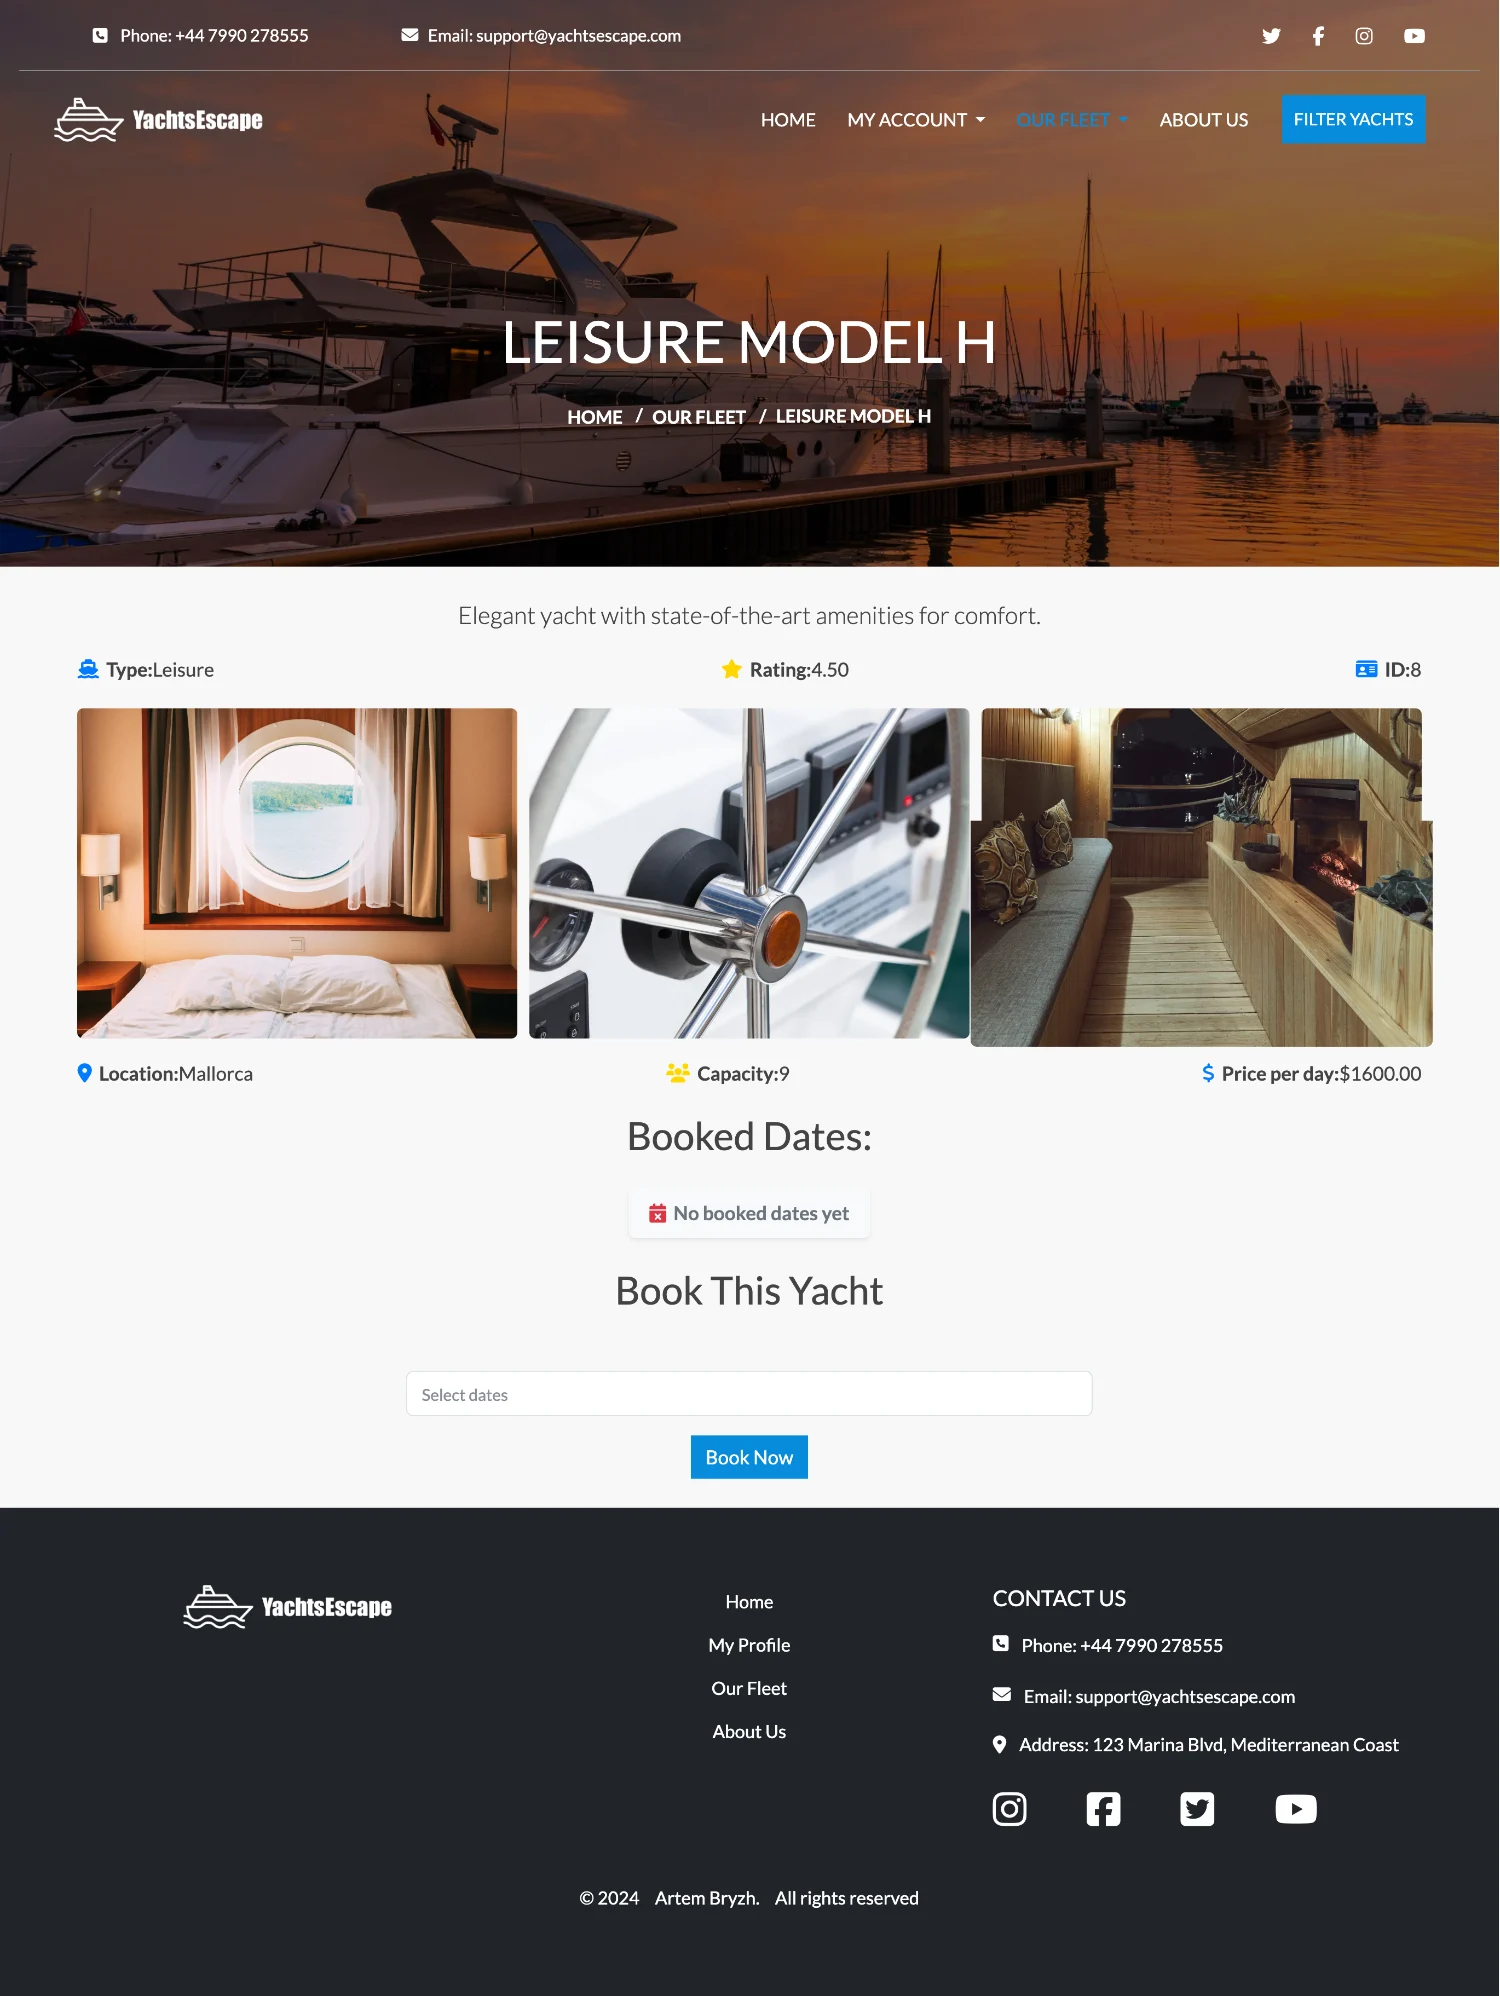 Phone: +44 7990 278555
Email: support@yachtsescape.com
YachtsEscape
HOME
MY ACCOUNT
OUR FLEET
ABOUT US
FILTER YACHTS
LEISURE MODEL H
HOME / OUR FLEET / LEISURE MODEL H
Elegant yacht with state-of-the-art amenities for comfort.
Type:Leisure
Rating:4.50
ID:8
Location:Mallorca
Capacity:9
Price per day:$1600.00
Booked Dates:
No booked dates yet
Book This Yacht
Select dates
Book Now
YachtsEscape
Home
My Profile
Our Fleet
About Us
CONTACT US
Phone: +44 7990 278555
Email: support@yachtsescape.com
Address: 123 Marina Blvd, Mediterranean Coast
© 2024 Artem Bryzh. All rights reserved